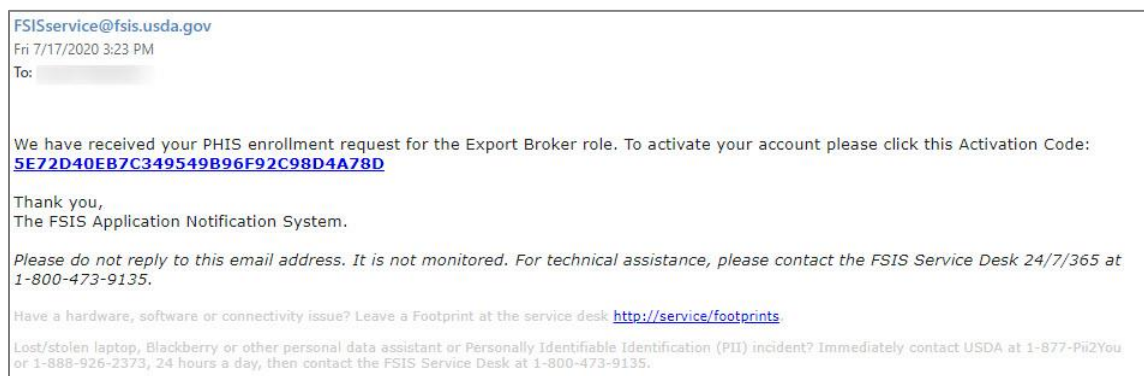 FSISservice@fsis.usda.gov
Fri 7/17/2020 3:23 PM
To:
We have received your PHIS enrollment request for the Export Broker role. To activate your account please click this Activation Code:
5E72D40EB7C349549B96F92C98D4A78D
Thank you,
The FSIS Application Notification System.
Please do not reply to this email address. It is not monitored. For technical assistance, please contact the FSIS Service Desk 24/7/365 at
1-800-473-9135.
Have a hardware, software or connectivity issue? Leave a Footprint at the service desk http://service/footprints.
Lost/stolen laptop, Blackberry or other personal data assistant or Personally Identifiable Identification (PII) incident? Immediately contact USDA at 1-877-Pii2You
or 1-888-926-2373, 24 hours a day, then contact the FSIS Service Desk at 1-800-473-9135.